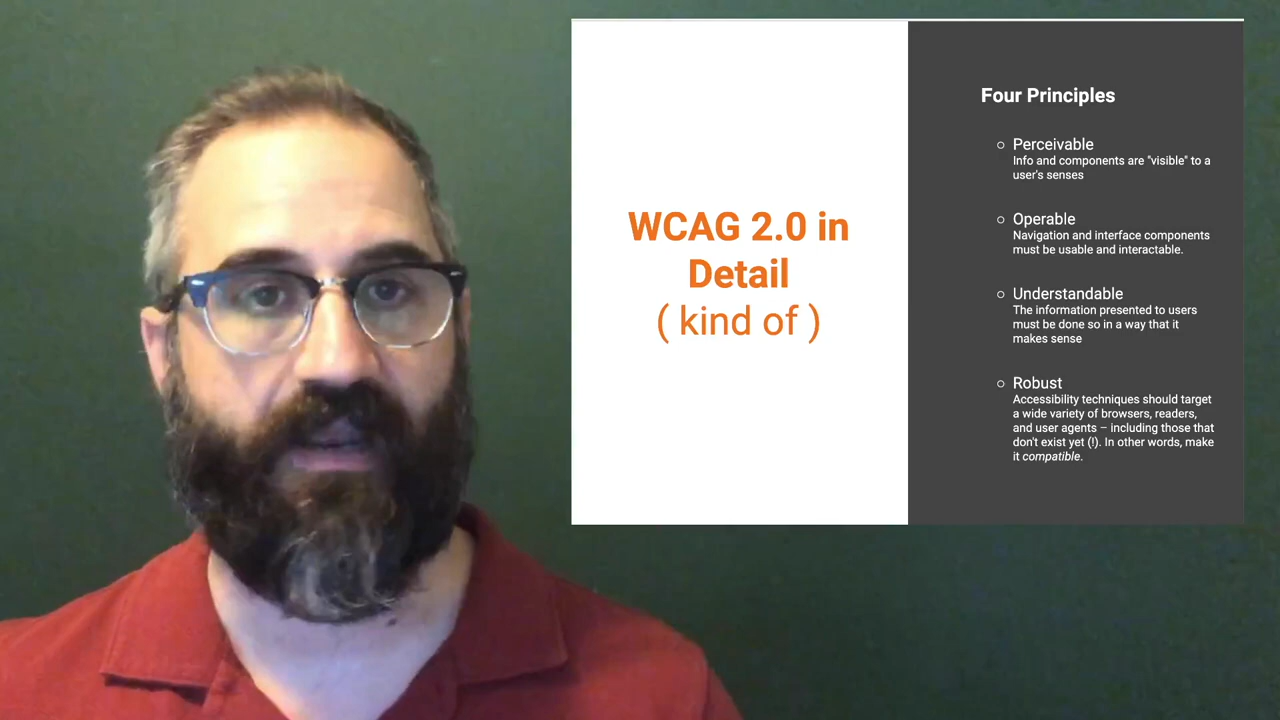 WCAG 2.0 in
Detail
( kind of )
Four Principles
Perceivable
Info and components are "visible" to a
user's senses
Operable
Navigation and interface components
must be usable and interactable.
Understandable
The information presented to users
must be done so in a way that it
makes sense
Robust
Accessibility techniques should target
a wide variety of browsers, readers,
and user agents – including those that
don't exist yet (!). In other words, make
it compatible.